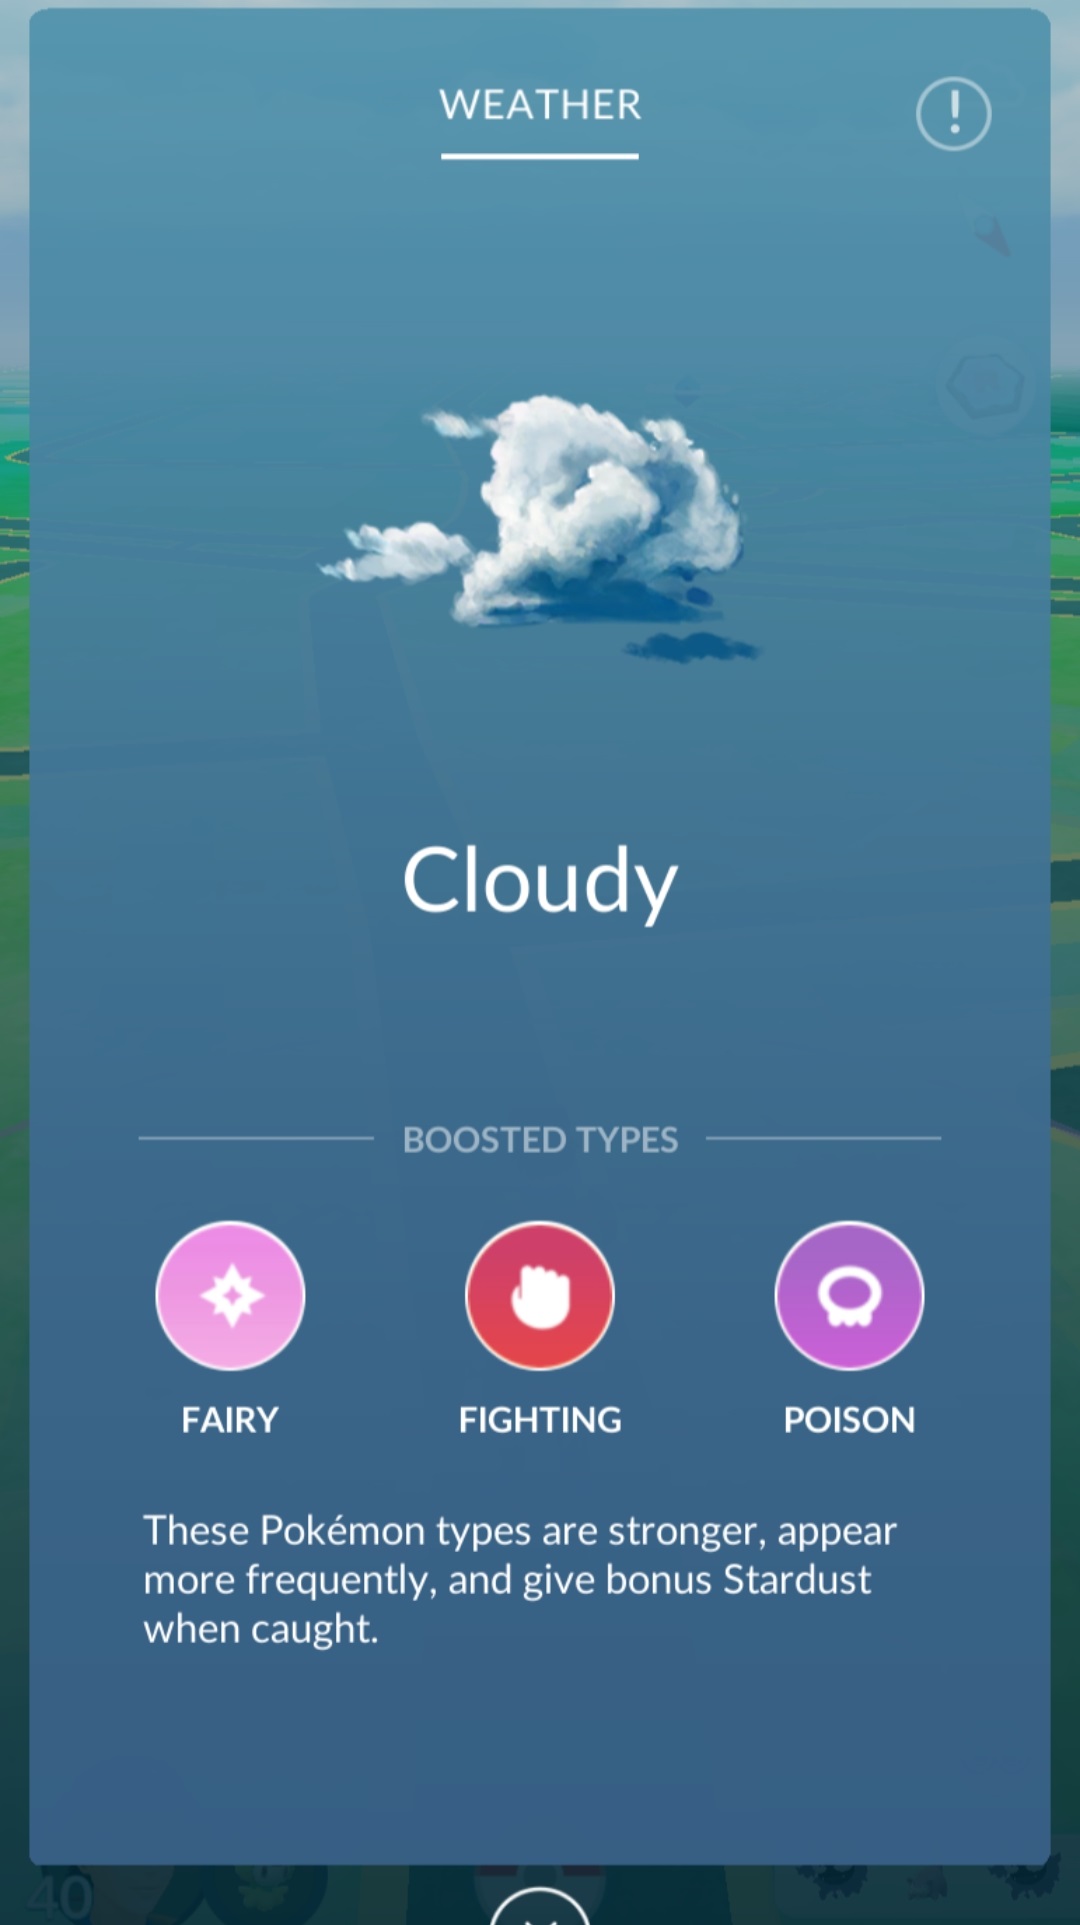 WEATHER
Cloudy
BOOSTED TYPES
FAIRY FIGHTING POISON
These Pokémon types are stronger, appear
more frequently, and give bonus Stardust
when caught.
40